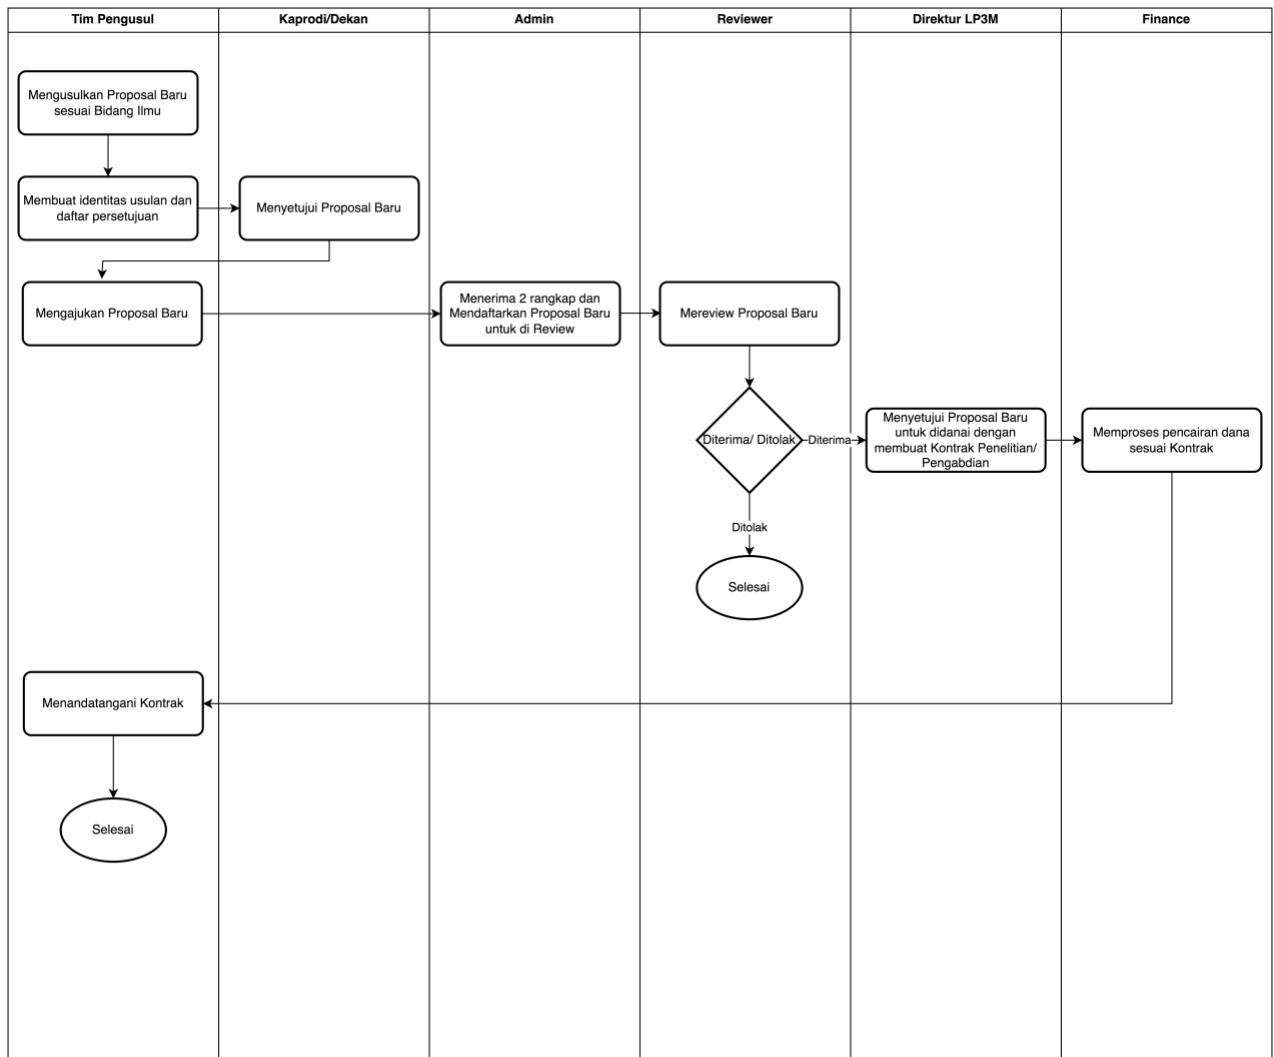 Tim Pengusul
Kaprodi/Dekan
Admin
Reviewer
Direktur LP3M
Finance
Mengusulkan Proposal Baru
sesuai Bidang Ilmu
Membuat identitas usulan dan
daftar persetujuan
Menyetujui Proposal Baru
Mengajukan Proposal Baru
Menerima 2 rangkap dan
Mendaftarkan Proposal Baru
untuk di Review
Mereview Proposal Baru
Diterima/ Ditolak
Diterima
Menyetujui Proposal Baru
untuk didanai dengan
membuat Kontrak Penelitian/
Pengabdian
Memproses pencairan dana
sesuai Kontrak
Ditolak
Selesai
Menandatangani Kontrak
Selesai